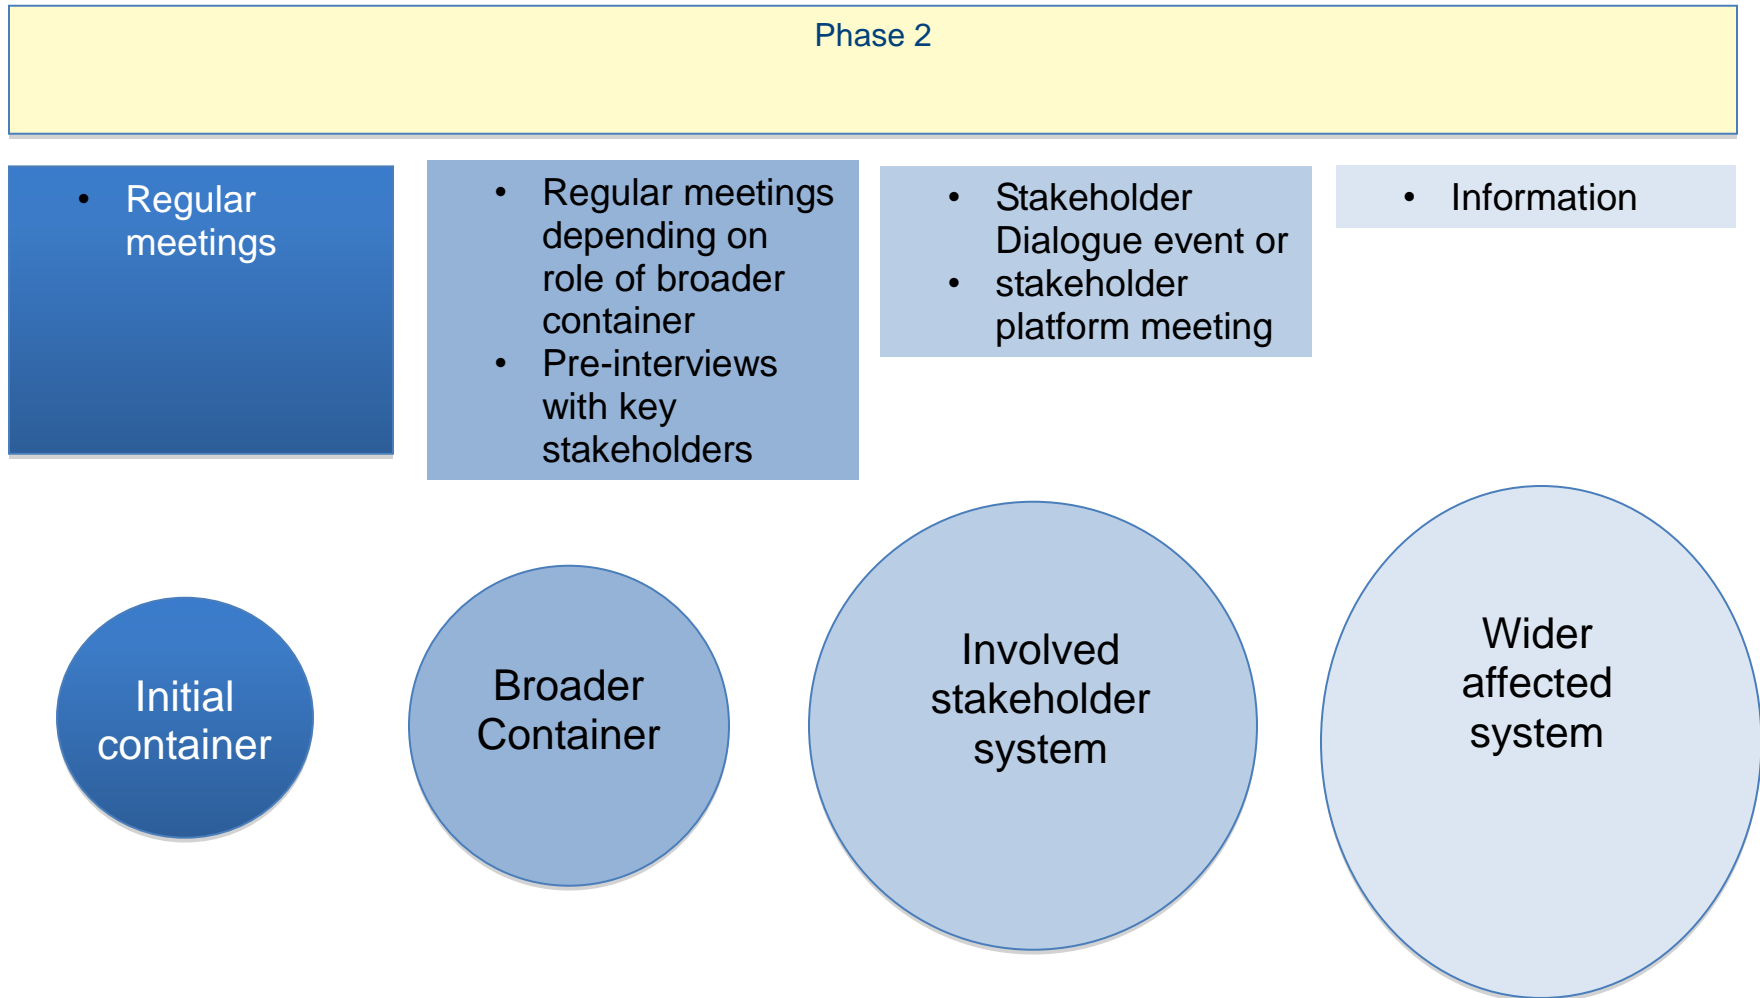 Phase 2
• Regular
meetings
• Regular meetings
depending on
role of broader
container
• Pre-interviews
with key
stakeholders
• Stakeholder
Dialogue event or
• stakeholder
platform meeting
• Information
Initial
container
Broader
Container
Involved
stakeholder
system
Wider
affected
system